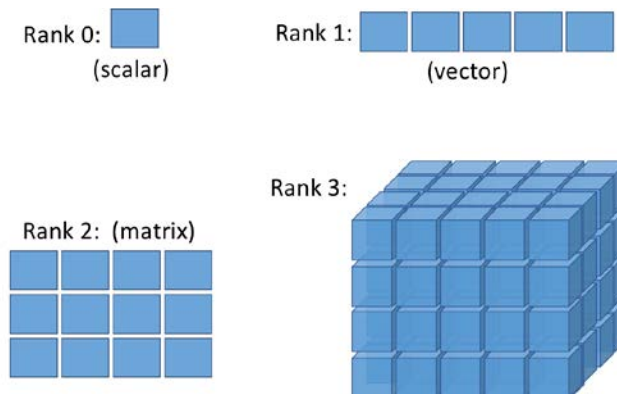 Rank 0:
(scalar)
Rank 1:
(vector)
Rank 2: (matrix)
Rank 3: